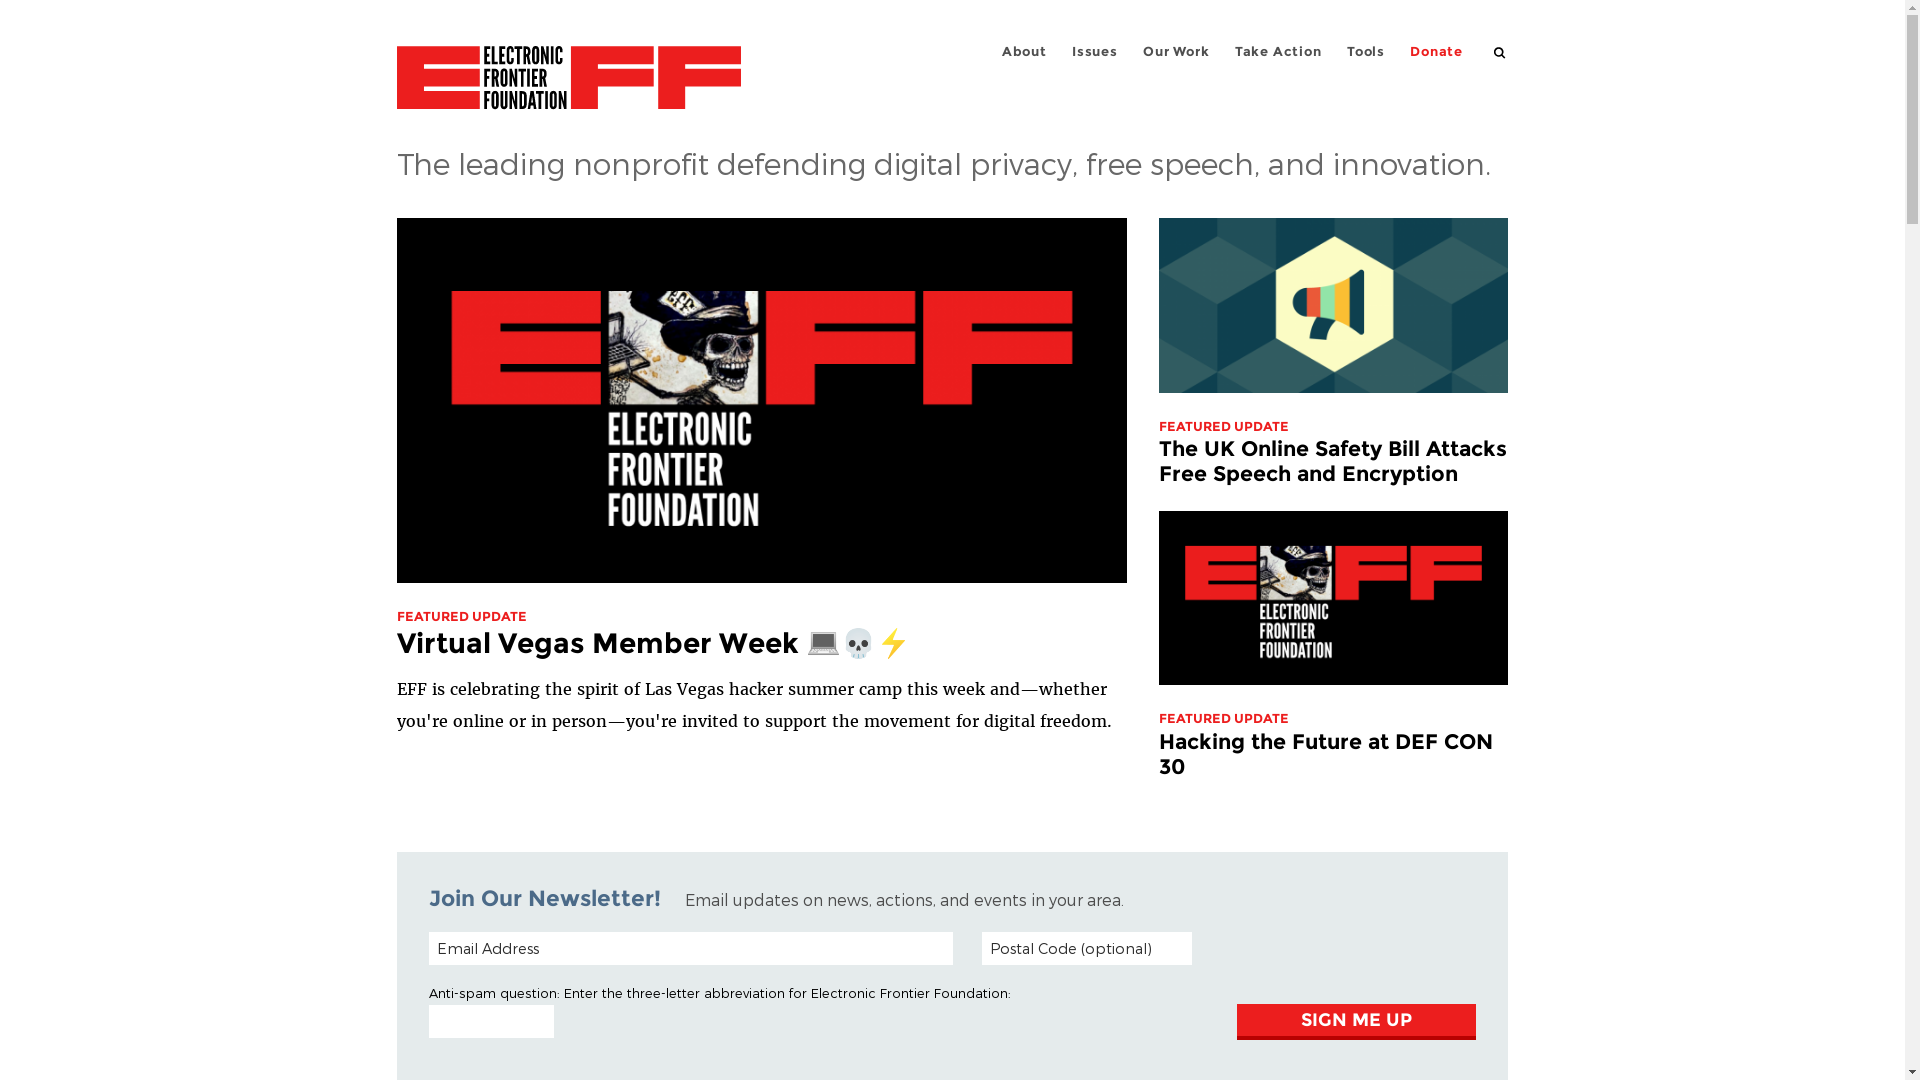 ELECTRONIC
FRONTIER
FOUNDATION
EFF
About
Issues
Our Work
Take Action
Tools
Donate
The leading nonprofit defending digital privacy, free speech, and innovation.
EFF
EFF
ELECTRONIC
FRONTIER
FOUNDATION
FEATURED UPDATE
Virtual Vegas Member Week 💻💀⚡
EFF is celebrating the spirit of Las Vegas hacker summer camp this week and—whether
you're online or in person—you're invited to support the movement for digital freedom.
FEATURED UPDATE
The UK Online Safety Bill Attacks
Free Speech and Encryption
EFF
EFF
ELECTRONIC
FRONTIER
FOUNDATION
FEATURED UPDATE
Hacking the Future at DEF CON
30
Join Our Newsletter!
Email updates on news, actions, and events in your area.
Email Address
Postal Code (optional)
Anti-spam question: Enter the three-letter abbreviation for Electronic Frontier Foundation:
SIGN ME UP